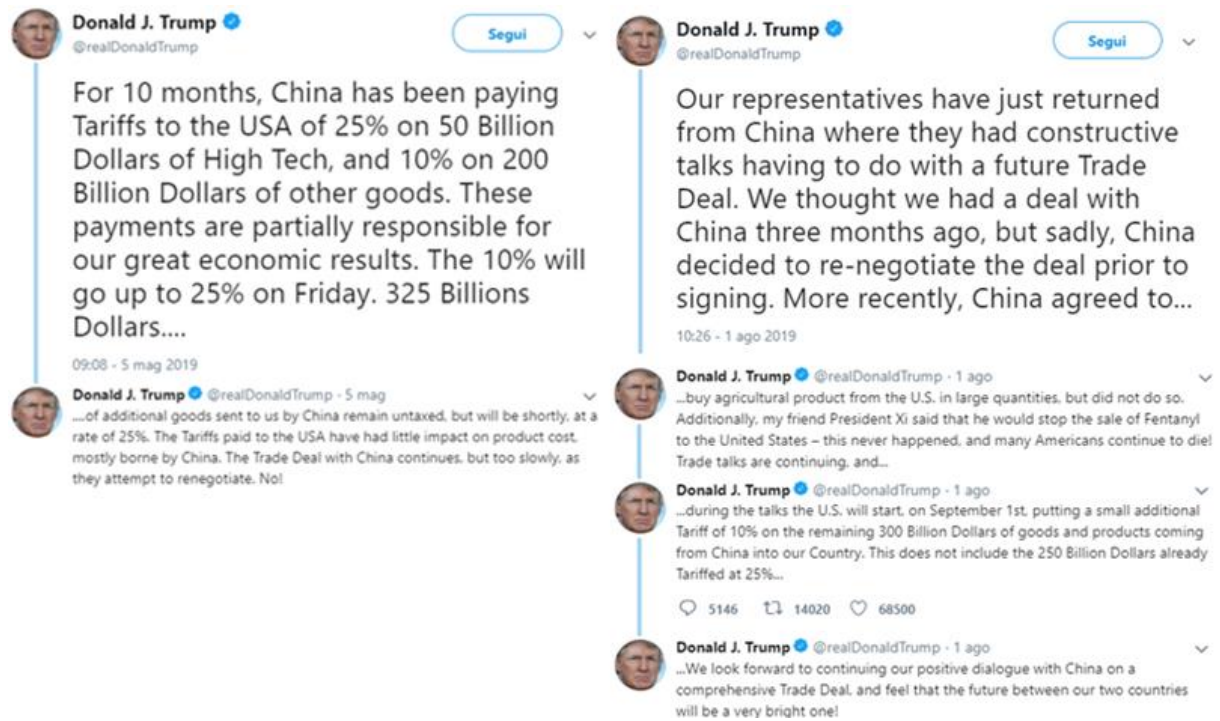 Donald J. Trump
@realDonaldTrump
Segui
For 10 months, China has been paying
Tariffs to the USA of 25% on 50 Billion
Dollars of High Tech, and 10% on 200
Billion Dollars of other goods. These
payments are partially responsible for
our great economic results. The 10% will
go up to 25% on Friday. 325 Billions
Dollars....
09:08 - 5 mag 2019
Donald J. Trump @realDonaldTrump · 5 mag
....of additional goods sent to us by China remain untaxed, but will be shortly, at a
rate of 25%. The Tariffs paid to the USA have had little impact on product cost,
mostly borne by China. The Trade Deal with China continues, but too slowly, as
they attempt to renegotiate. No!
Donald J. Trump
@realDonaldTrump
Segui
Our representatives have just returned
from China where they had constructive
talks having to do with a future Trade
Deal. We thought we had a deal with
China three months ago, but sadly, China
decided to re-negotiate the deal prior to
signing. More recently, China agreed to...
10:26 - 1 ago 2019
Donald J. Trump @realDonaldTrump · 1 ago
...buy agricultural product from the U.S. in large quantities, but did not do so.
Additionally, my friend President Xi said that he would stop the sale of Fentanyl
to the United States – this never happened, and many Americans continue to die!
Trade talks are continuing, and...
Donald J. Trump @realDonaldTrump · 1 ago
...during the talks the U.S. will start, on September 1st, putting a small additional
Tariff of 10% on the remaining 300 Billion Dollars of goods and products coming
from China into our Country. This does not include the 250 Billion Dollars already
Tariffed at 25%...
5146 14020 68500
Donald J. Trump @realDonaldTrump · 1 ago
...We look forward to continuing our positive dialogue with China on a
comprehensive Trade Deal, and feel that the future between our two countries
will be a very bright one!